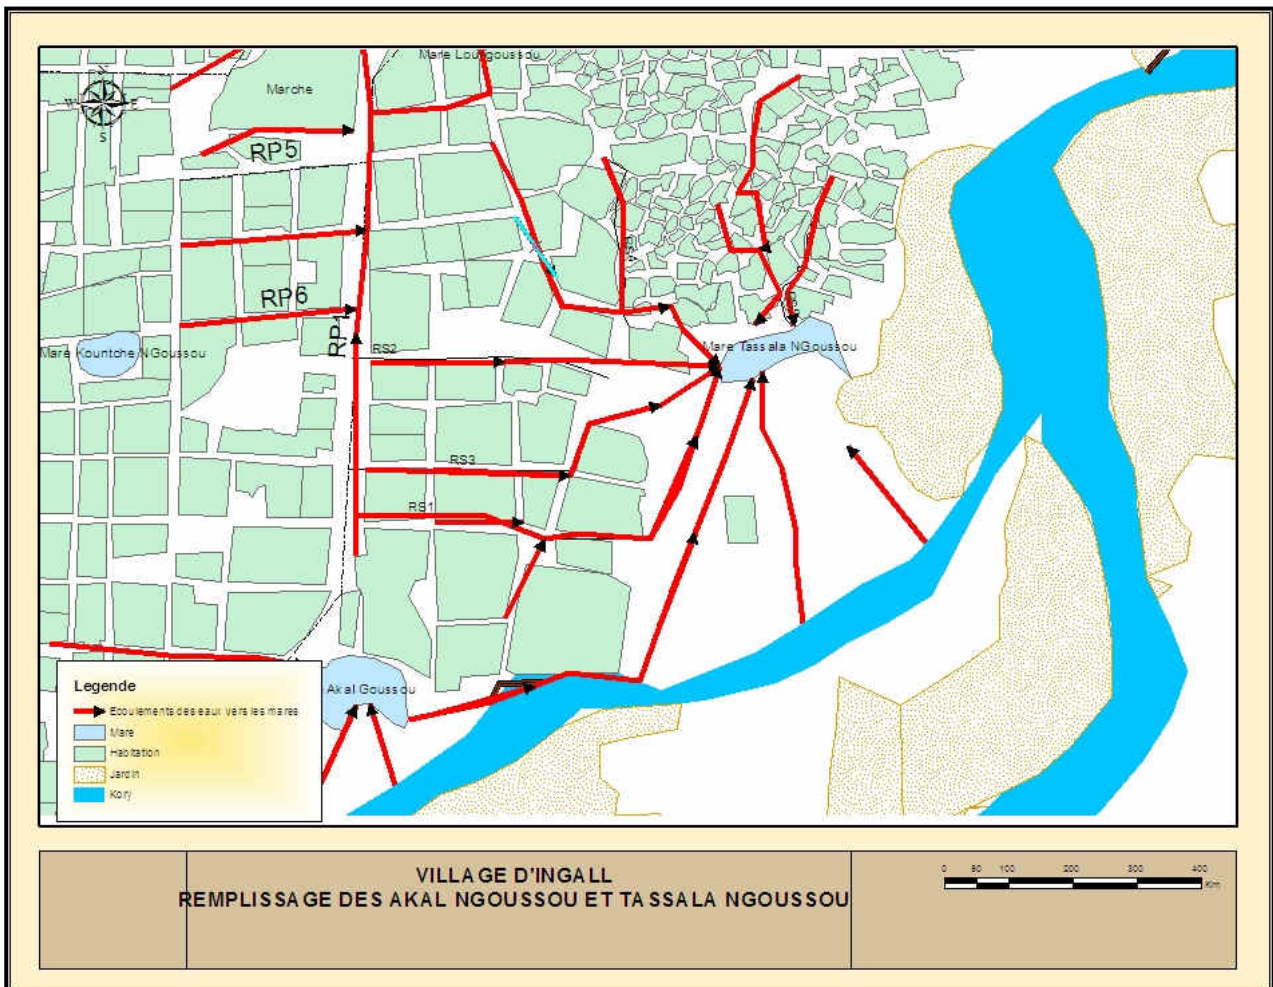 Mare Lourgoussou
Marche
N
W
E
S
RP5
RP6
RP1
Mare Kountche NGoussou
RS2
Mare Tassala NGoussou
RS3
RS1
Akal Goussou
Legende
Ecoulements des eaux vers les mares
Mare
Habitation
Jardin
Kory
VILLAGE D'INGALL
REMPLISSAGE DES AKAL NGOUSSOU ET TASSALA NGOUSSOU
0 50 100 200 300 400
Km